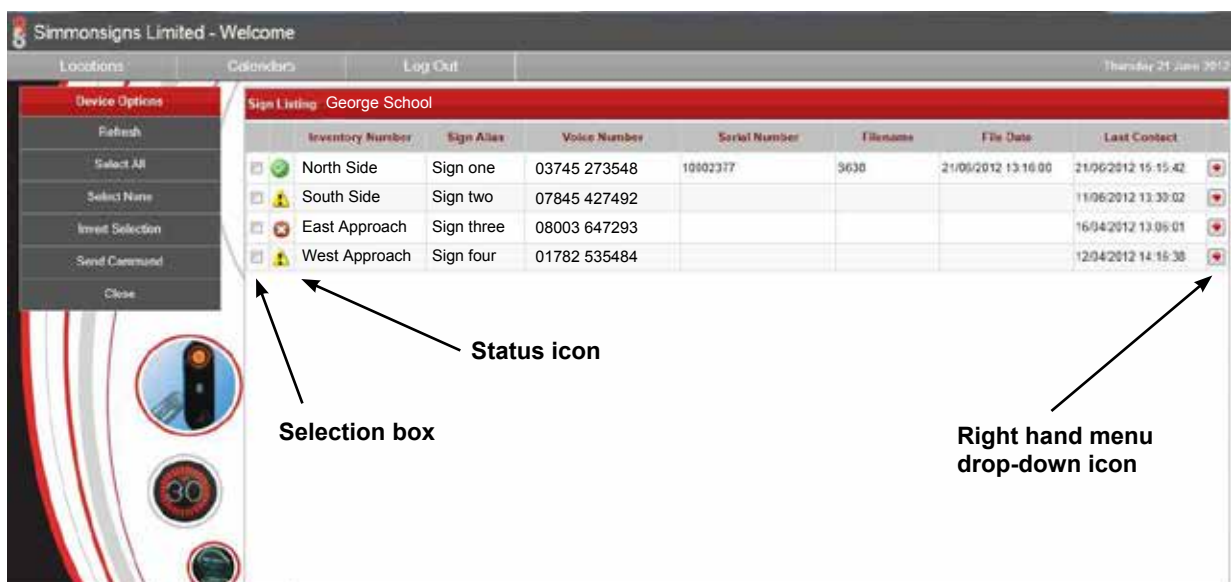 Simmonsigns Limited - Welcome
Locations Calendars Log Out Thursday 21 June 2012
Device Options
Refresh
Select All
Select None
Invert Selection
Send Command
Close
Sign Listing: George School
Inventory Number Sign Alias Voice Number Serial Number Filename File Date Last Contact
North Side Sign one 03745 273548 10002377 3638 21/06/2012 13:16:00 21/06/2012 15:15:42
South Side Sign two 07845 427492 11/06/2012 13:30:02
East Approach Sign three 08003 647293 16/04/2012 13:06:01
West Approach Sign four 01782 535484 12/04/2012 14:16:38
Status icon
Selection box
Right hand menu
drop-down icon
30